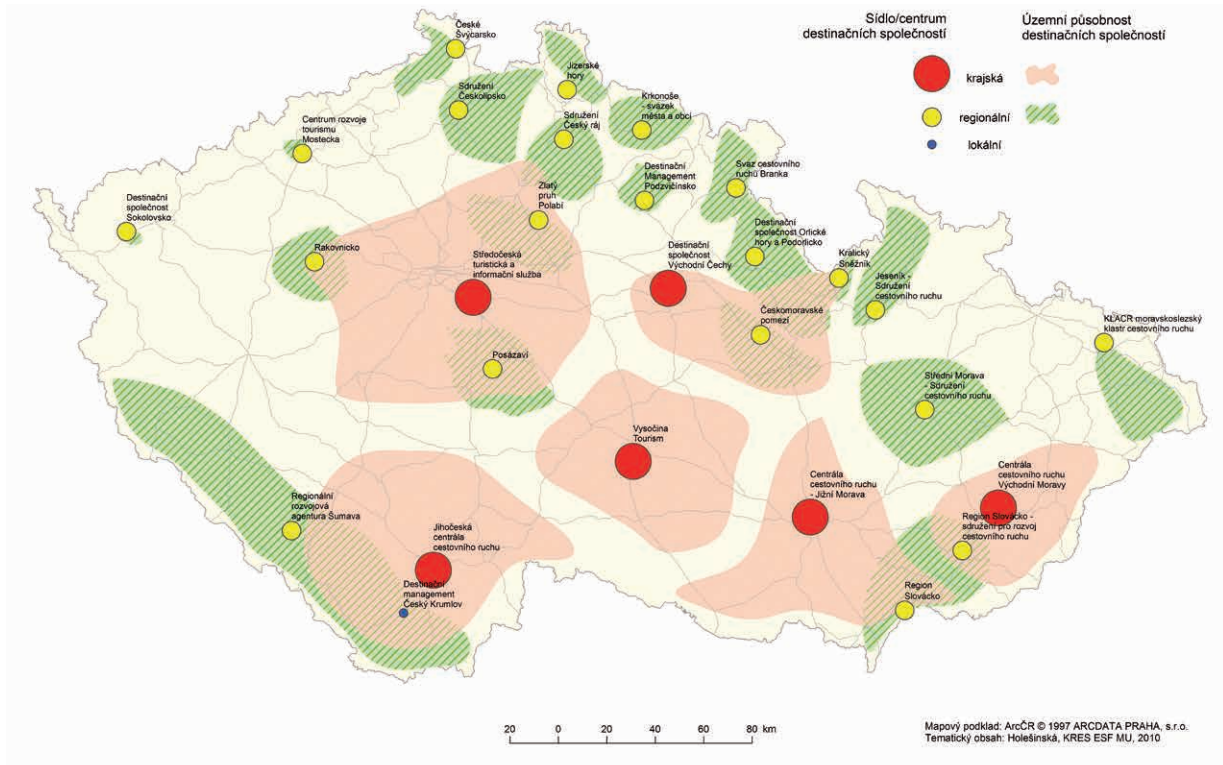 Sídlo/centrum
destinačních společností
Územní působnost
destinačních společností
krajská
regionální
lokální
České
Švýcarsko
Jizerské
hory
Sdružení
Českolipsko
Krkonoše
- svazek
města a obcí
Centrum rozvoje
tourismu
Mostecka
Sdružení
Český ráj
Destinační
Management
Podzvičínsko
Svaz cestovního
ruchu Branka
Zlatý
pruh
Polabí
Destinační
společnost
Sokolovsko
Rakovnicko
Středočeská
turistická a
informační služba
Destinační
společnost
Východní Čechy
Destinační
společnost Orlické
hory a Podorlicko
Kralický
Sněžník
Jeseník -
Sdružení
cestovního ruchu
Českomoravské
pomezí
KLACR moravskoslezský
klastr cestovního ruchu
Posázaví
Střední Morava
- Sdružení
cestovního ruchu
Vysočina
Tourism
Centrála
cestovního ruchu
- Jižní Morava
Centrála
cestovního ruchu
Východní Moravy
Regionální
rozvojová
agentura Šumava
Jihočeská
centrála
cestovního ruchu
Region Slovácko -
sdružení pro rozvoj
cestovního ruchu
Destinační
management
Český Krumlov
Region
Slovácko
20 0 20 40 60 80 km
Mapový podklad: ArcČR © 1997 ARCDATA PRAHA, s.r.o.
Tematický obsah: Holešinská, KRES ESF MU, 2010